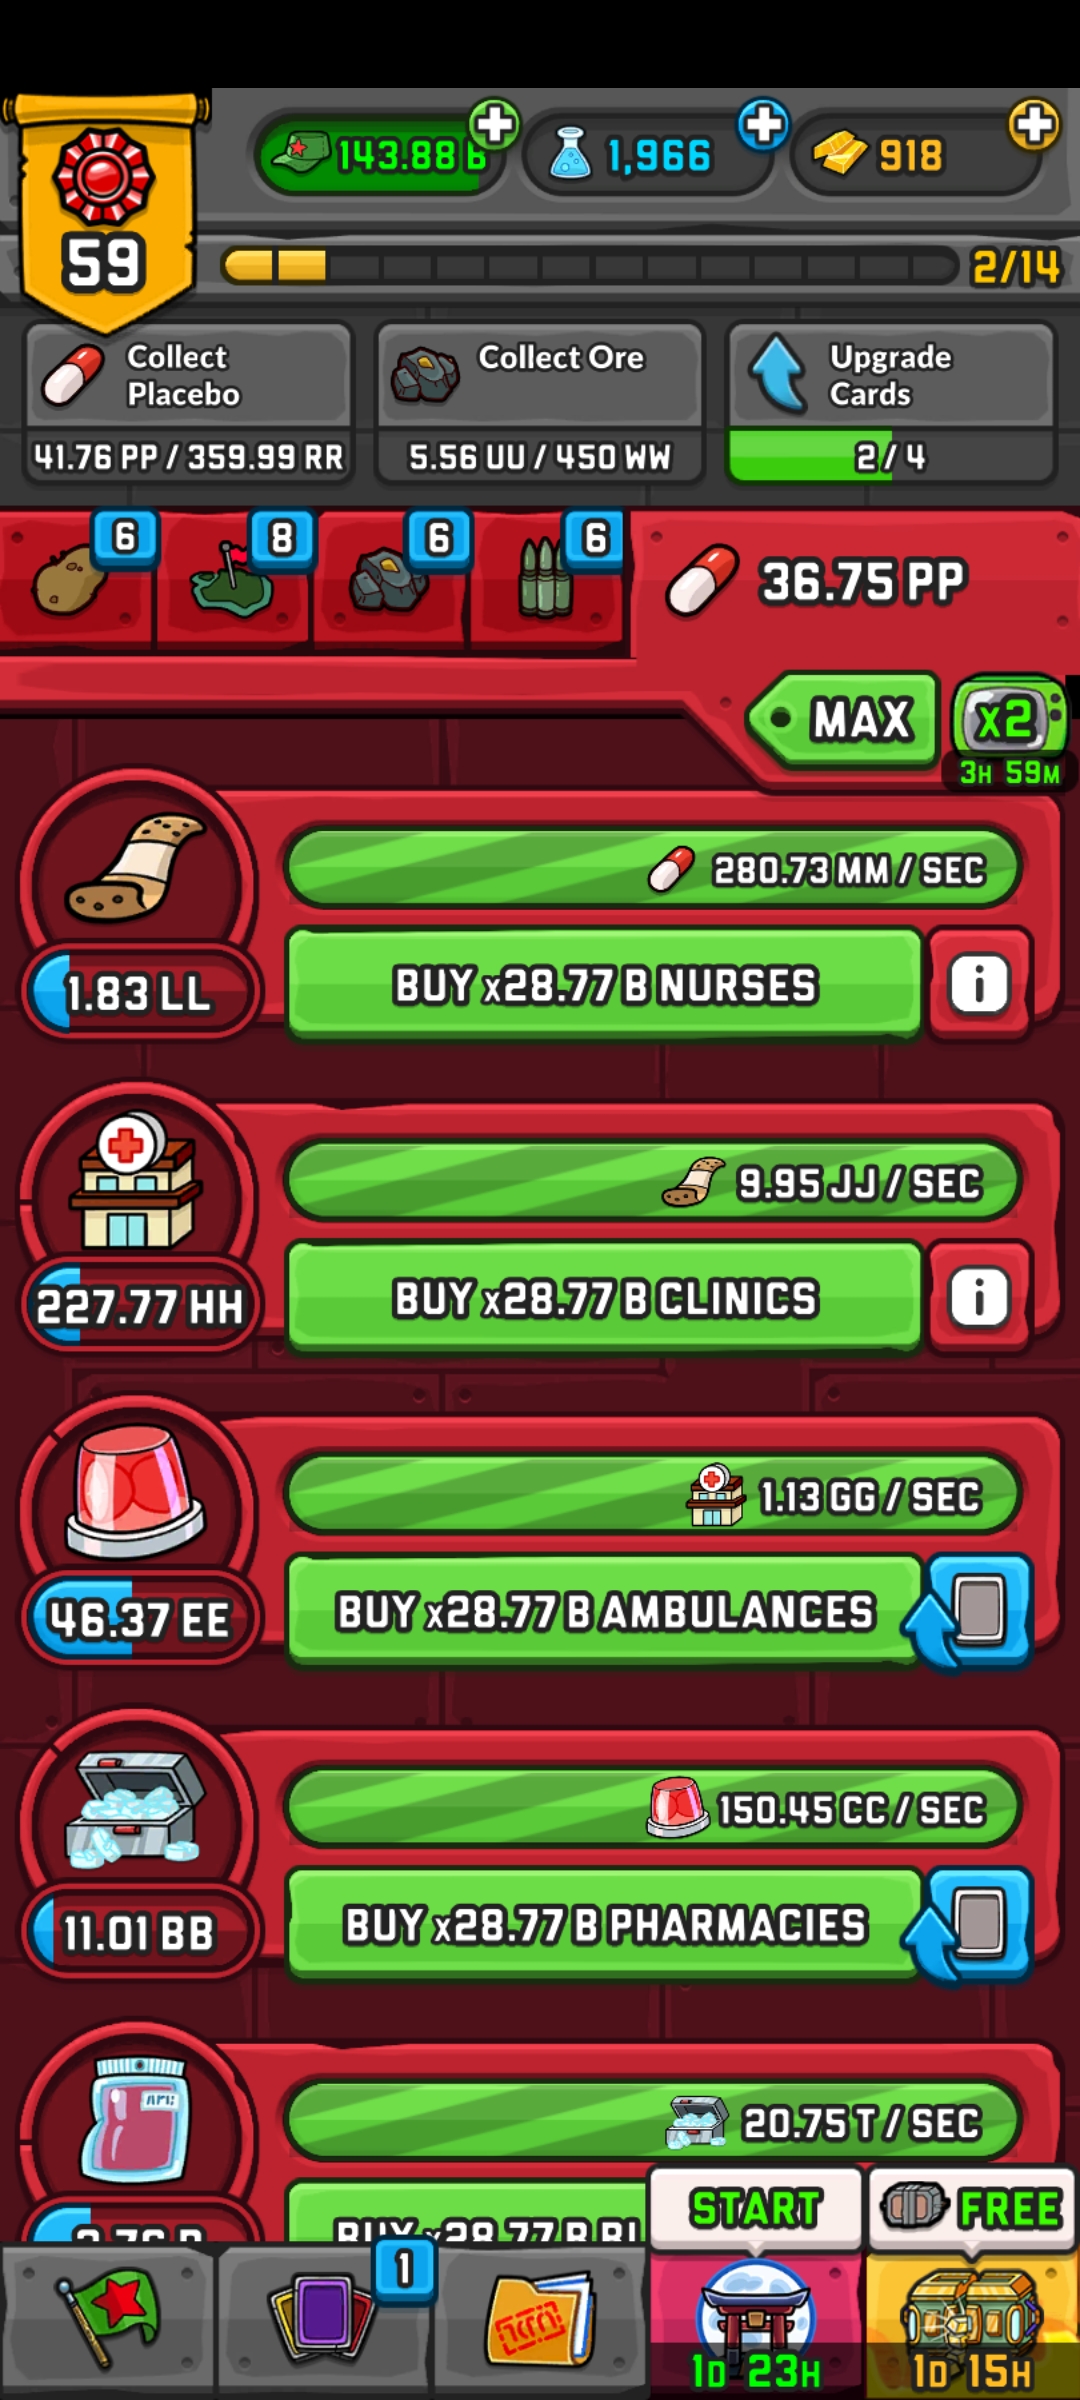 143.88 B
1,966
918
59
2/14
Collect Placebo
41.76 PP / 359.99 RR
Collect Ore
5.56 UU / 450 WW
Upgrade Cards
2 / 4
6
8
6
6
36.75 PP
MAX
x2
3H 59M
280.73 MM / SEC
1.83 LL
BUY x28.77 B NURSES
i
9.95 JJ / SEC
227.77 HH
BUY x28.77 B CLINICS
i
1.13 GG / SEC
46.37 EE
BUY x28.77 B AMBULANCES
150.45 CC / SEC
11.01 BB
BUY x28.77 B PHARMACIES
20.75 T / SEC
BUY x28.77 B
START
FREE
1
1D 23H
1D 15H